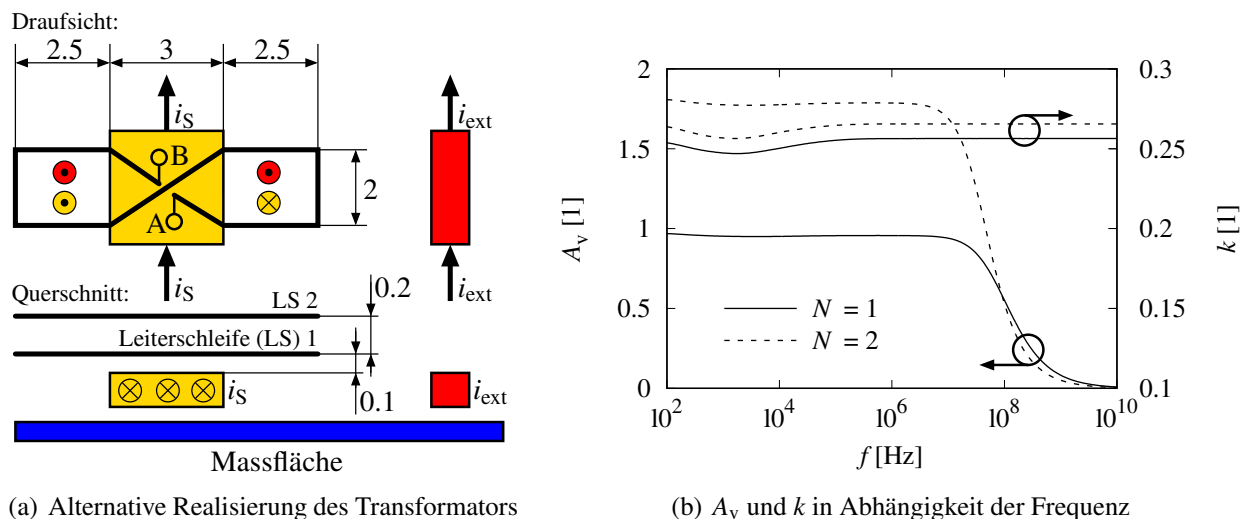 Draufsicht:
2.5 3 2.5
i_S i_ext
B
A
2
i_S i_ext
Querschnitt:
0.2
LS 2
Leiterschleife (LS) 1
i_S
0.1
i_ext
Massfläche
(a) Alternative Realisierung des Transformators
2 0.3
1.5 0.25
1 0.2
0.5 0.15
0 0.1
A_v [1]
k [1]
N = 1
N = 2
10^2 10^4 10^6 10^8 10^10
f [Hz]
(b) A_v und k in Abhängigkeit der Frequenz